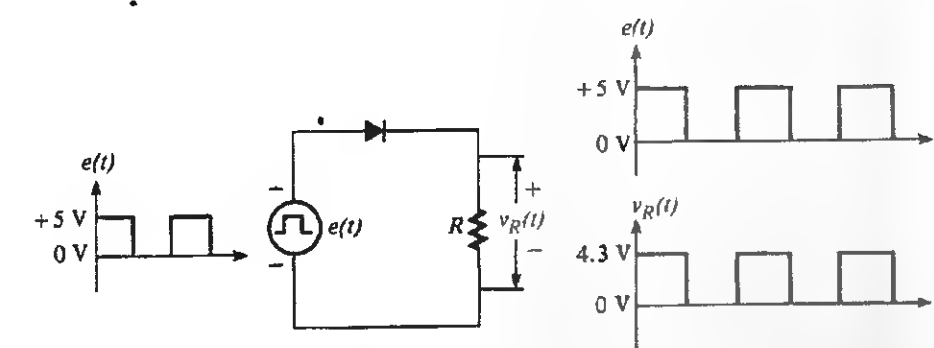 e(t)
+5 V
0 V
−
e(t)
−
R
+
v_R(t)
−
e(t)
+5 V
0 V
v_R(t)
4.3 V
0 V